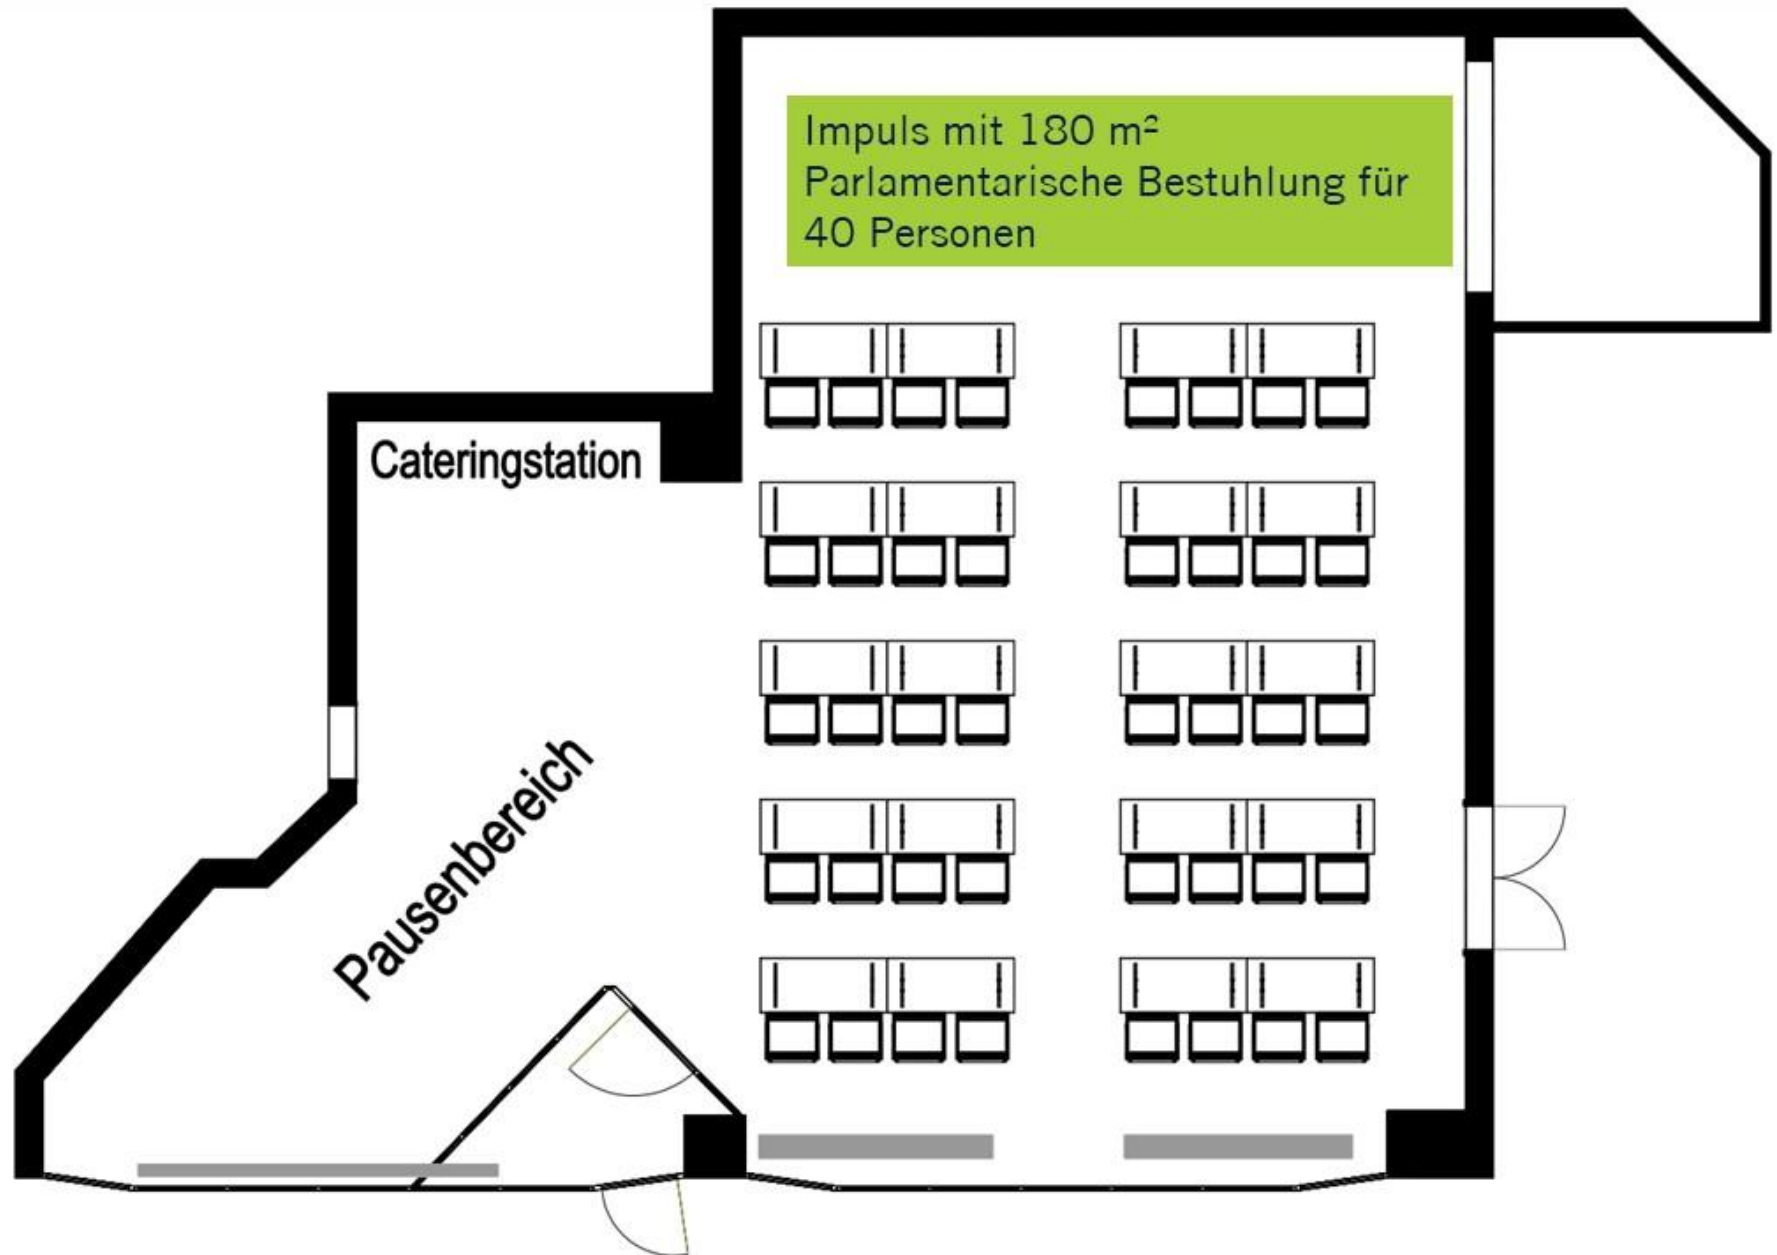 Impuls mit 180 m²
Parlamentarische Bestuhlung für
40 Personen
Cateringstation
Pausenbereich